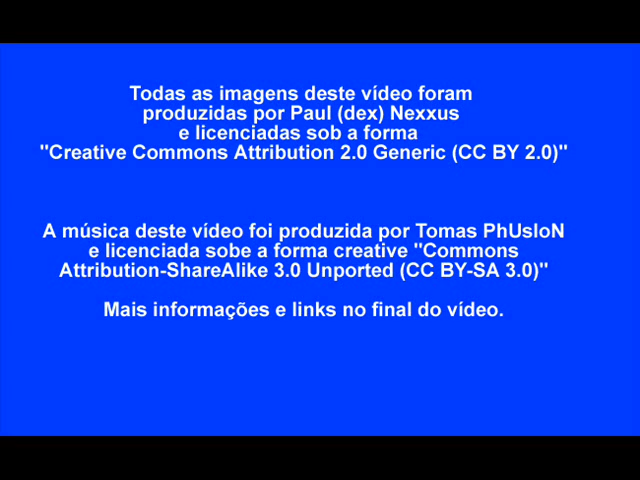 Todas as imagens deste vídeo foram
produzidas por Paul (dex) Nexxus
e licenciadas sob a forma
"Creative Commons Attribution 2.0 Generic (CC BY 2.0)"
A música deste vídeo foi produzida por Tomas PhUsIoN
e licenciada sobe a forma creative "Commons
Attribution-ShareAlike 3.0 Unported (CC BY-SA 3.0)"
Mais informações e links no final do vídeo.